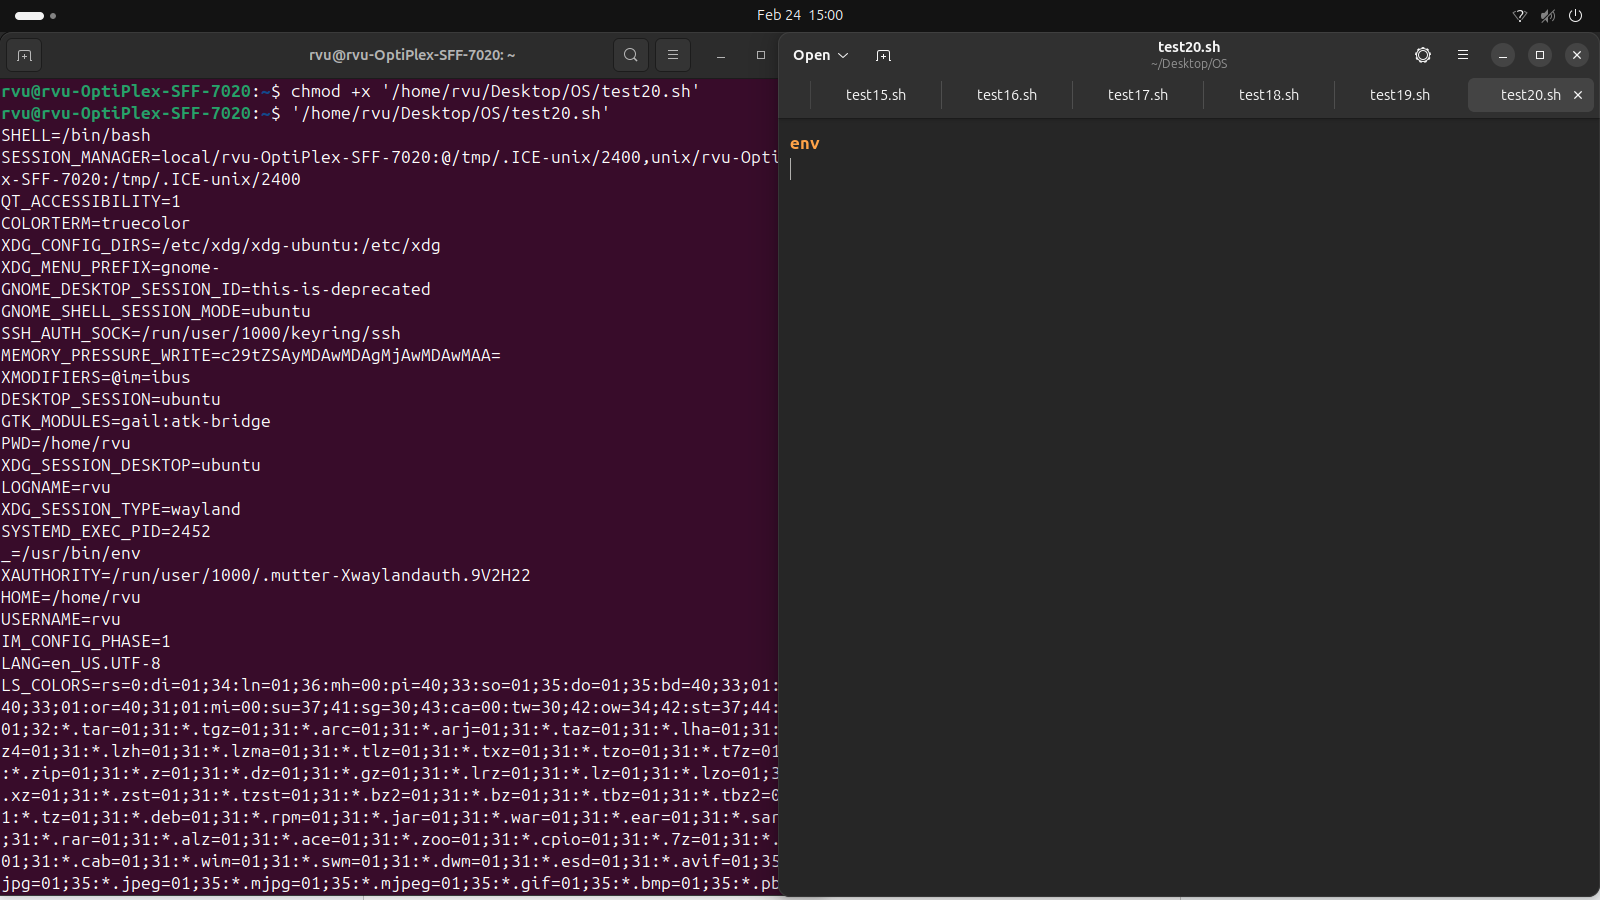 Feb 24 15:00
rvu@rvu-OptiPlex-SFF-7020: ~
rvu@rvu-OptiPlex-SFF-7020:~$ chmod +x '/home/rvu/Desktop/OS/test20.sh'
rvu@rvu-OptiPlex-SFF-7020:~$ '/home/rvu/Desktop/OS/test20.sh'
SHELL=/bin/bash
SESSION_MANAGER=local/rvu-OptiPlex-SFF-7020:@/tmp/.ICE-unix/2400,unix/rvu-Opti
x-SFF-7020:/tmp/.ICE-unix/2400
QT_ACCESSIBILITY=1
COLORTERM=truecolor
XDG_CONFIG_DIRS=/etc/xdg/xdg-ubuntu:/etc/xdg
XDG_MENU_PREFIX=gnome-
GNOME_DESKTOP_SESSION_ID=this-is-deprecated
GNOME_SHELL_SESSION_MODE=ubuntu
SSH_AUTH_SOCK=/run/user/1000/keyring/ssh
MEMORY_PRESSURE_WRITE=c29tZSAyMDAwMDAgMjAwMDAwMAA=
XMODIFIERS=@im=ibus
DESKTOP_SESSION=ubuntu
GTK_MODULES=gail:atk-bridge
PWD=/home/rvu
XDG_SESSION_DESKTOP=ubuntu
LOGNAME=rvu
XDG_SESSION_TYPE=wayland
SYSTEMD_EXEC_PID=2452
_=/usr/bin/env
XAUTHORITY=/run/user/1000/.mutter-Xwaylandauth.9V2H22
HOME=/home/rvu
USERNAME=rvu
IM_CONFIG_PHASE=1
LANG=en_US.UTF-8
LS_COLORS=rs=0:di=01;34:ln=01;36:mh=00:pi=40;33:so=01;35:do=01;35:bd=40;33;01:
40;33;01:or=40;31;01:mi=00:su=37;41:sg=30;43:ca=00:tw=30;42:ow=34;42:st=37;44:
01;32:*.tar=01;31:*.tgz=01;31:*.arc=01;31:*.arj=01;31:*.taz=01;31:*.lha=01;31:
z4=01;31:*.lzh=01;31:*.lzma=01;31:*.tlz=01;31:*.txz=01;31:*.tzo=01;31:*.t7z=01
:*.zip=01;31:*.z=01;31:*.dz=01;31:*.gz=01;31:*.lrz=01;31:*.lz=01;31:*.lzo=01;3
.xz=01;31:*.zst=01;31:*.tzst=01;31:*.bz2=01;31:*.bz=01;31:*.tbz=01;31:*.tbz2=0
1:*.tz=01;31:*.deb=01;31:*.rpm=01;31:*.jar=01;31:*.war=01;31:*.ear=01;31:*.sar
;31:*.rar=01;31:*.alz=01;31:*.ace=01;31:*.zoo=01;31:*.cpio=01;31:*.7z=01;31:*.
01;31:*.cab=01;31:*.wim=01;31:*.swm=01;31:*.dwm=01;31:*.esd=01;31:*.avif=01;35
jpg=01;35:*.jpeg=01;35:*.mjpg=01;35:*.mjpeg=01;35:*.gif=01;35:*.bmp=01;35:*.pb
Open
test20.sh
~/Desktop/OS
test15.sh test16.sh test17.sh test18.sh test19.sh test20.sh
env